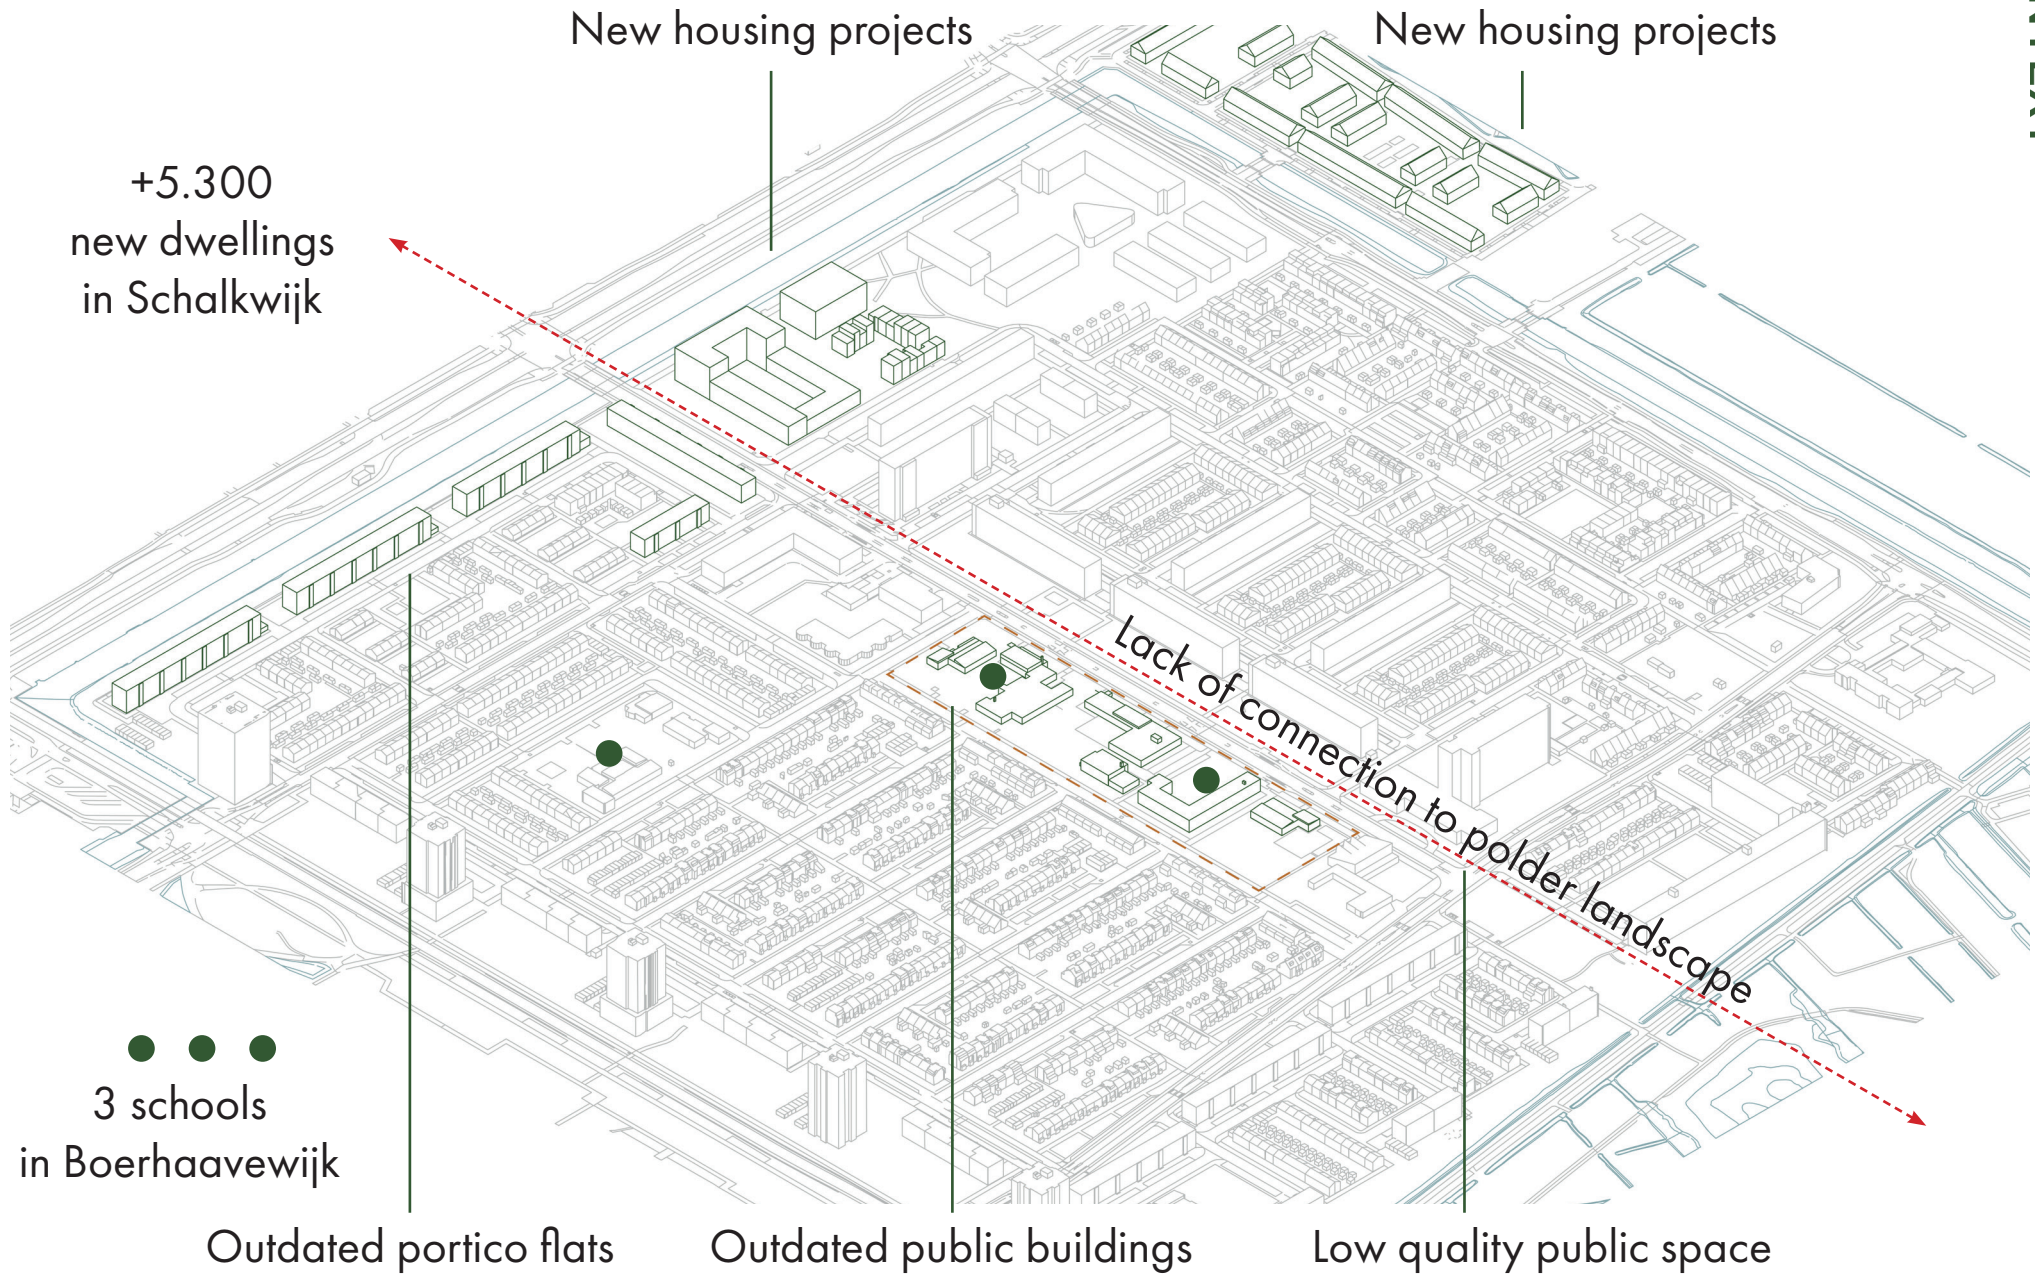 New housing projects
New housing projects
+5.300
new dwellings
in Schalkwijk
Lack of connection to polder landscape
3 schools
in Boerhaavewijk
Outdated portico flats
Outdated public buildings
Low quality public space